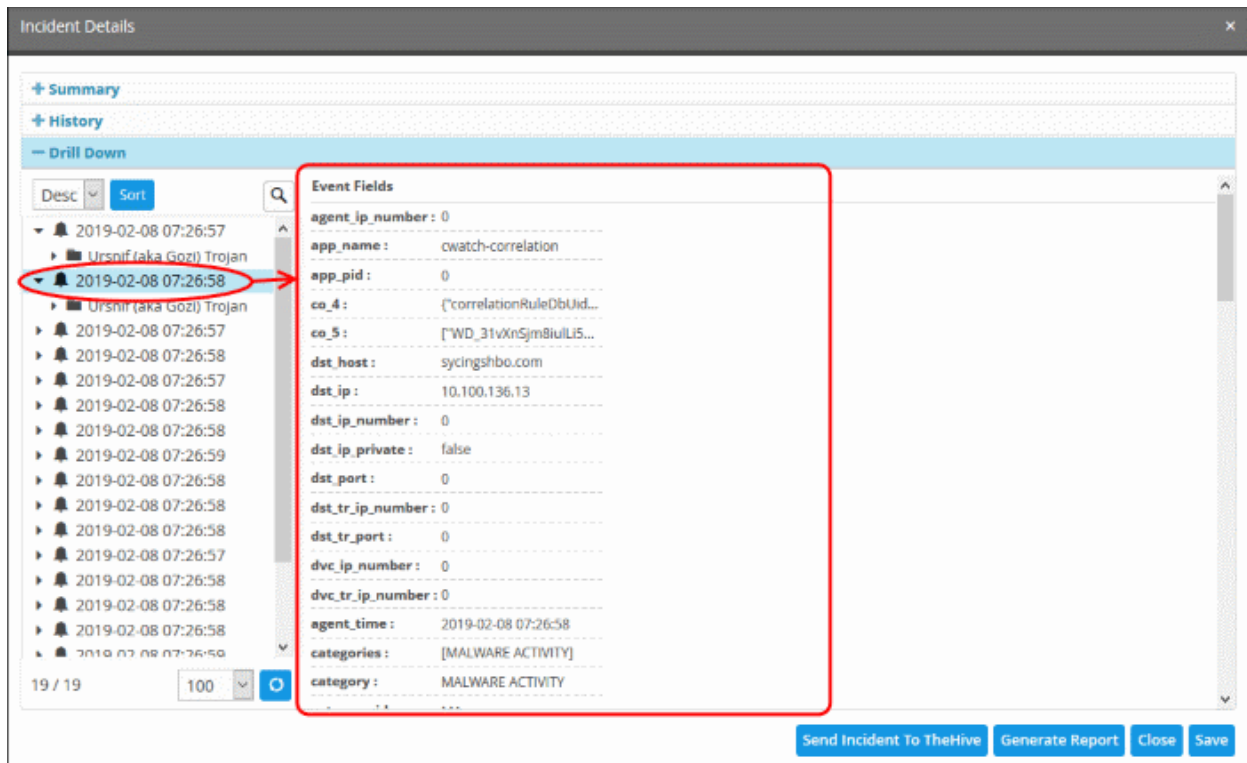 Incident Details ×
+ Summary
+ History
− Drill Down
Desc Sort
2019-02-08 07:26:57
Ursnif (aka Gozi) Trojan
2019-02-08 07:26:58
Ursnif (aka Gozi) Trojan
2019-02-08 07:26:57
2019-02-08 07:26:58
2019-02-08 07:26:57
2019-02-08 07:26:58
2019-02-08 07:26:58
2019-02-08 07:26:59
2019-02-08 07:26:58
2019-02-08 07:26:58
2019-02-08 07:26:58
2019-02-08 07:26:57
2019-02-08 07:26:58
2019-02-08 07:26:58
2019-02-08 07:26:58
2019-02-08 07:26:59
19 / 19 100
Event Fields
agent_ip_number : 0
app_name : cwatch-correlation
app_pid : 0
co_4 : {"correlationRuleDbUid...
co_5 : ["WD_31vXnSjm8iulLi5...
dst_host : sycingshbo.com
dst_ip : 10.100.136.13
dst_ip_number : 0
dst_ip_private : false
dst_port : 0
dst_tr_ip_number : 0
dst_tr_port : 0
dvc_ip_number : 0
dvc_tr_ip_number : 0
agent_time : 2019-02-08 07:26:58
categories : [MALWARE ACTIVITY]
category : MALWARE ACTIVITY
Send Incident To TheHive Generate Report Close Save